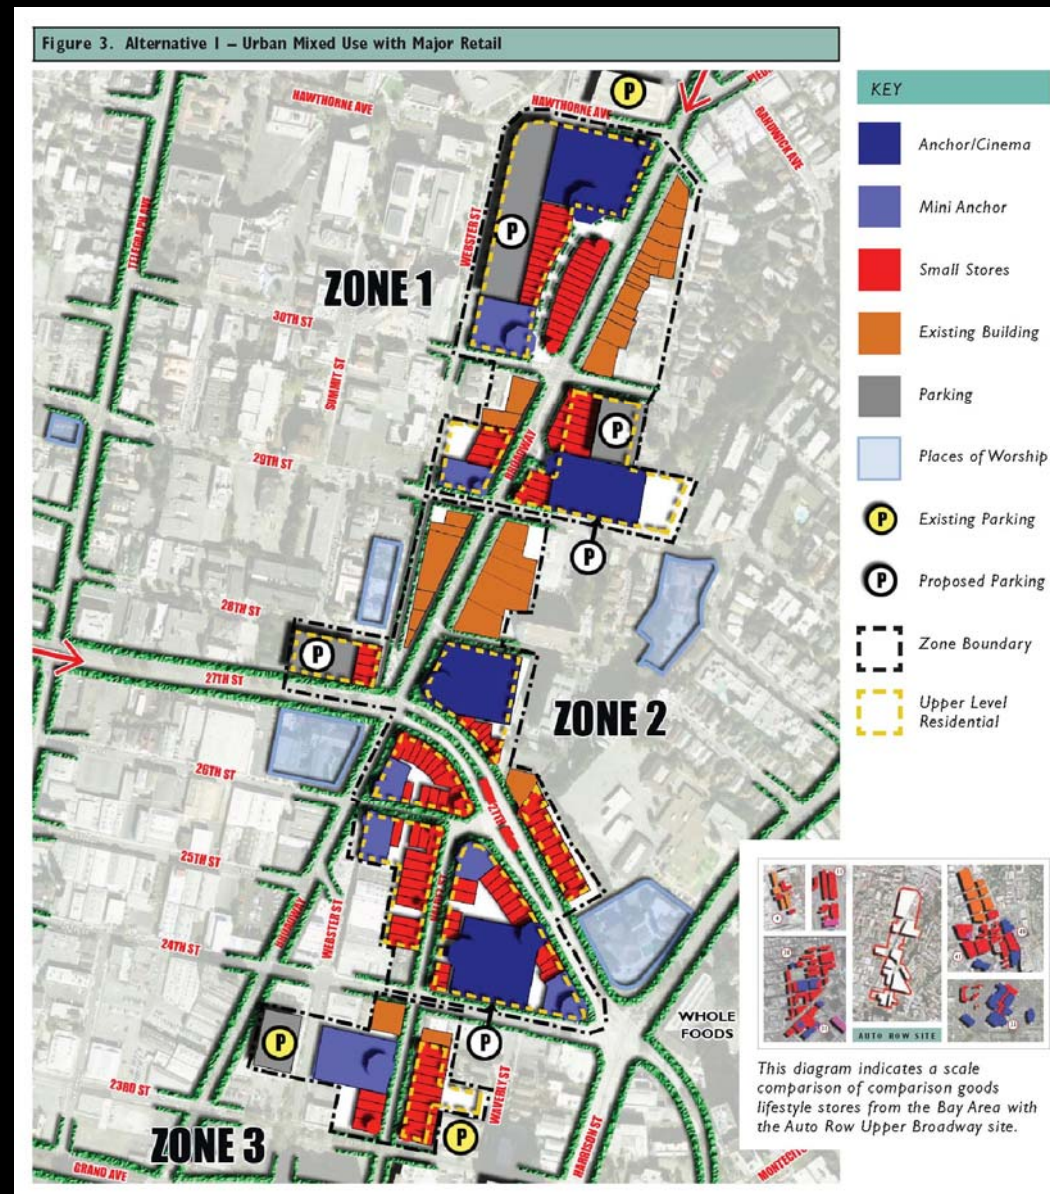 Figure 3. Alternative 1 – Urban Mixed Use with Major Retail
KEY
Anchor/Cinema
Mini Anchor
Small Stores
Existing Building
Parking
Places of Worship
P
Existing Parking
P
Proposed Parking
Zone Boundary
Upper Level
Residential
HAWTHORNE AVE
HAWTHORNE AVE
P
RANDWICK AVE
TELEGRAPH AVE
WEBSTER ST
P
ZONE 1
30TH ST
SUMMIT ST
BROADWAY
P
29TH ST
P
28TH ST
P
27TH ST
ZONE 2
26TH ST
27TH
25TH ST
BROADWAY
WEBSTER ST
24TH ST
WHOLE
FOODS
P
P
23RD ST
WAVERLY ST
HARRISON ST
P
ZONE 3
GRAND AVE
AUTO ROW SITE
This diagram indicates a scale
comparison of comparison goods
lifestyle stores from the Bay Area with
the Auto Row Upper Broadway site.